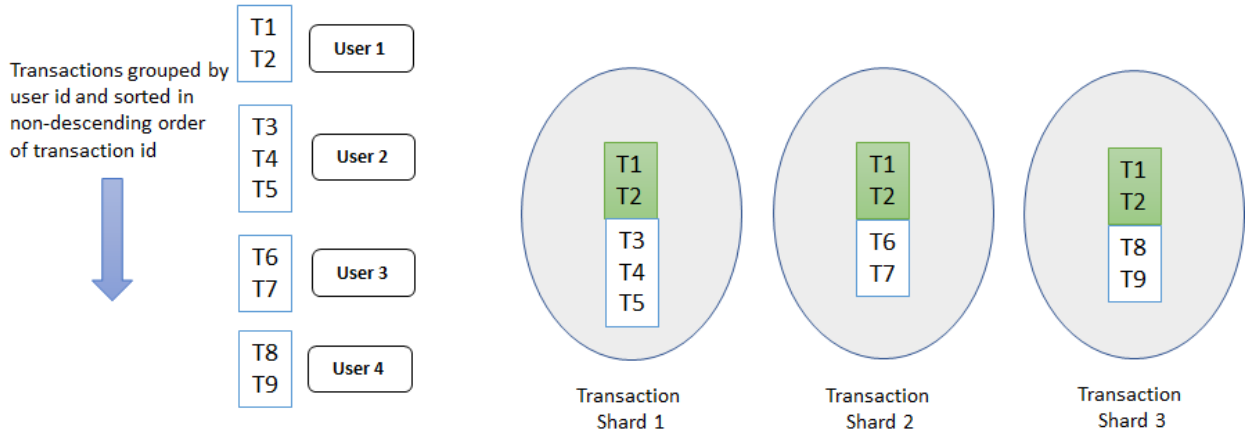 Transactions grouped by
user id and sorted in
non-descending order
of transaction id
T1
T2
User 1
T3
T4
T5
User 2
T6
T7
User 3
T8
T9
User 4
T1
T2
T3
T4
T5
Transaction
Shard 1
T1
T2
T6
T7
Transaction
Shard 2
T1
T2
T8
T9
Transaction
Shard 3